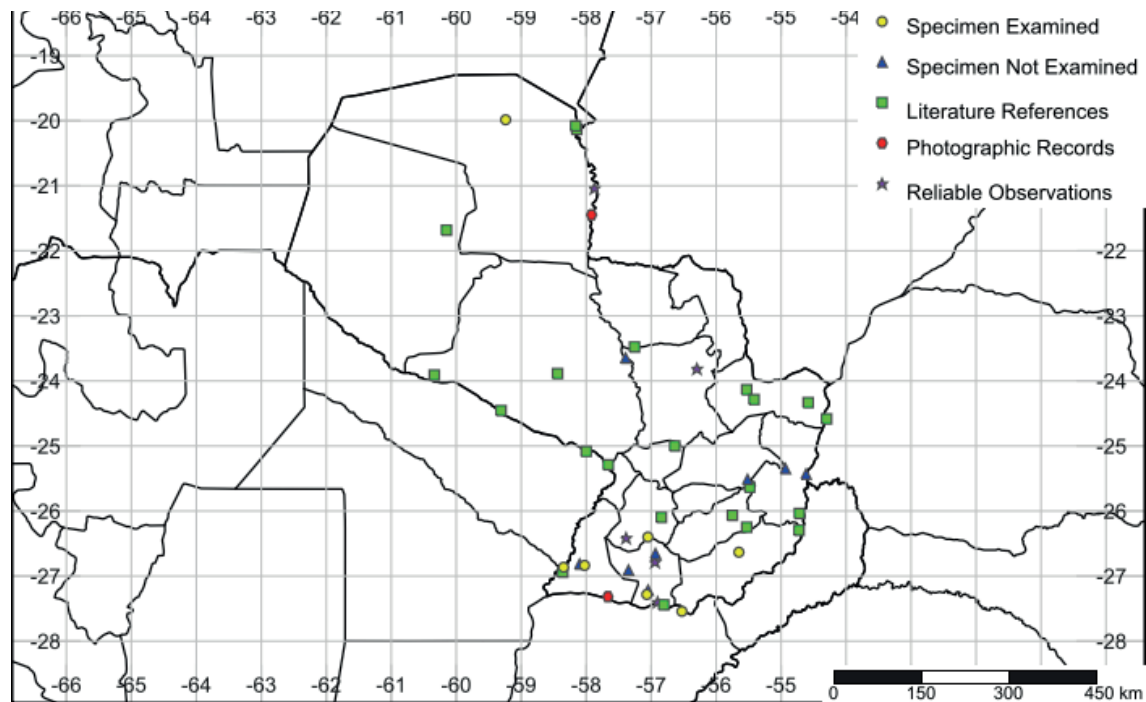 -66 -65 -64 -63 -62 -61 -60 -59 -58 -57 -56 -55 -54
Specimen Examined
Specimen Not Examined
Literature References
Photographic Records
Reliable Observations
-19
-20
-21
-22 -22
-23 -23
-24 -24
-25 -25
-26 -26
-27 -27
-28 -28
-66 -65 -64 -63 -62 -61 -60 -59 -58 -57 -56 -55
0 150 300 450 km